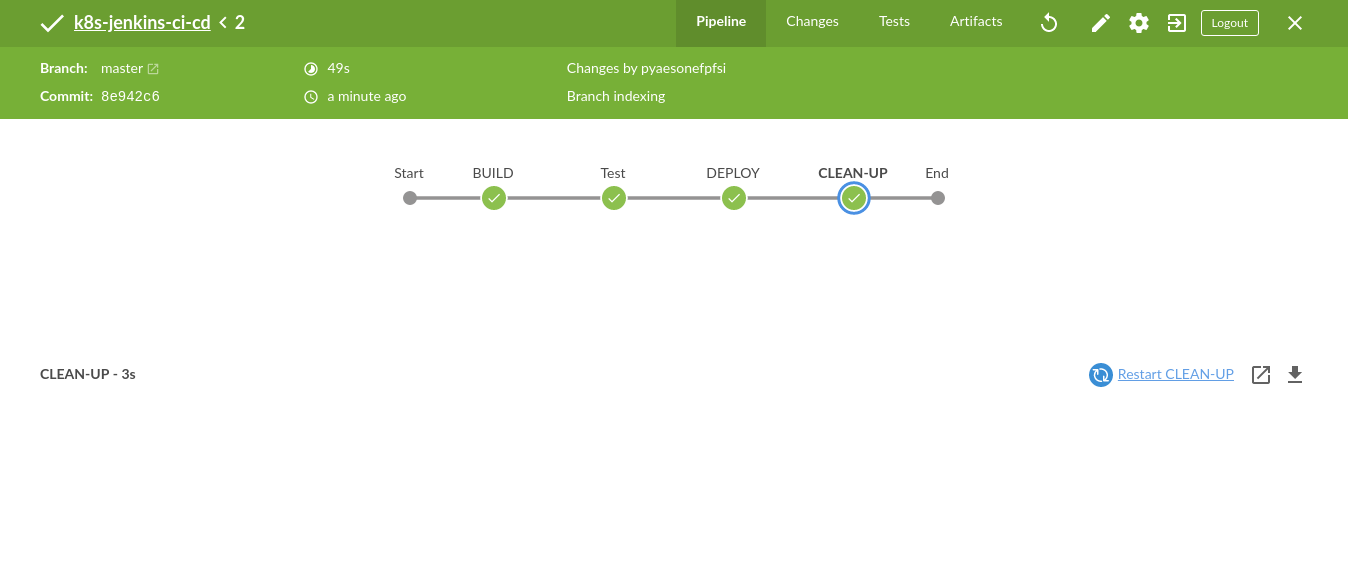 k8s-jenkins-ci-cd < 2 Pipeline Changes Tests Artifacts Logout
Branch: master 49s Changes by pyaesonefpfsi
Commit: 8e942c6 a minute ago Branch indexing
Start BUILD Test DEPLOY CLEAN-UP End
CLEAN-UP - 3s Restart CLEAN-UP